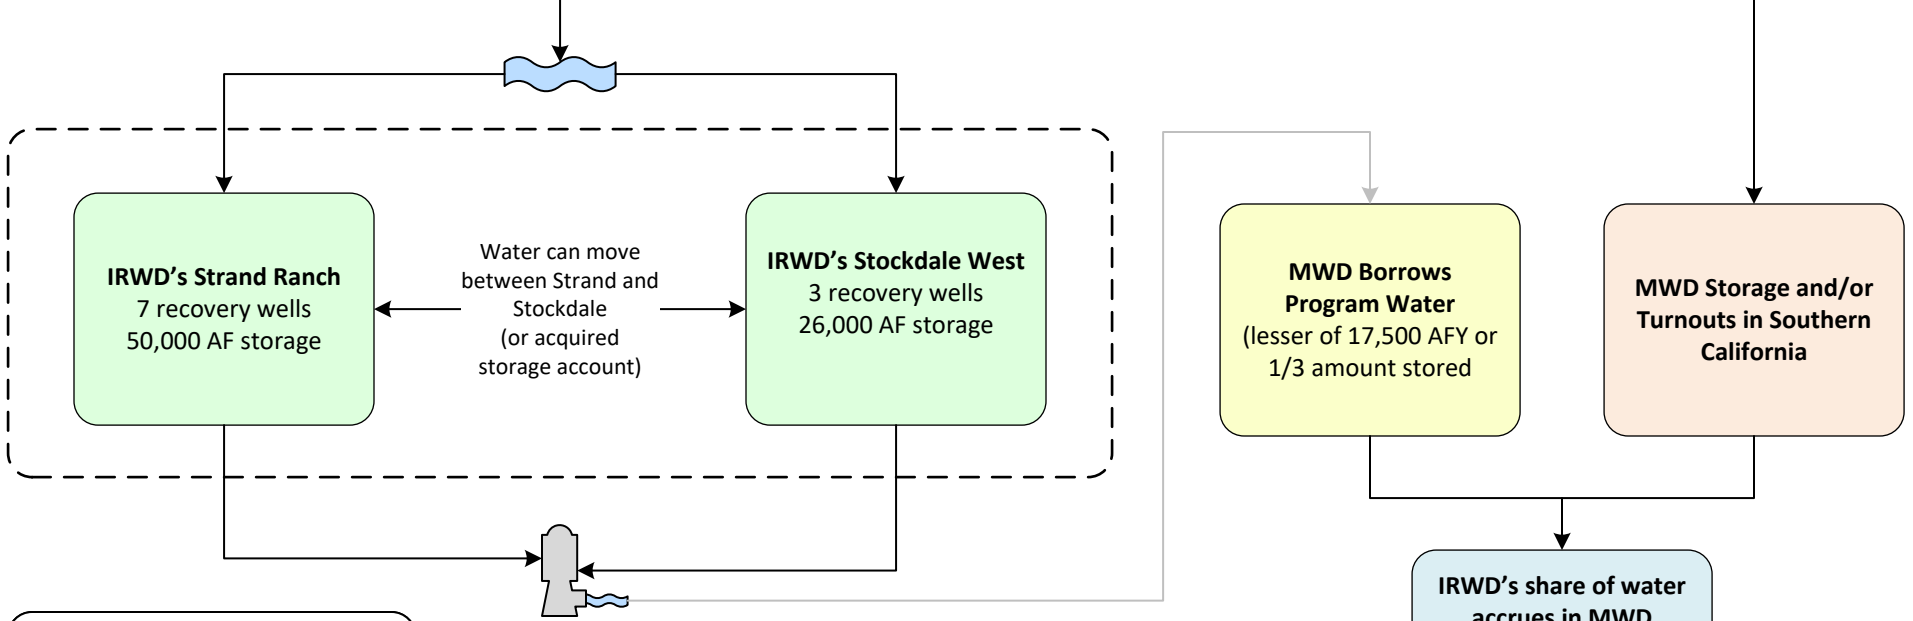 IRWD's Strand Ranch
7 recovery wells
50,000 AF storage
Water can move
between Strand and
Stockdale
(or acquired
storage account)
IRWD's Stockdale West
3 recovery wells
26,000 AF storage
MWD Borrows
Program Water
(lesser of 17,500 AFY or
1/3 amount stored
MWD Storage and/or
Turnouts in Southern
California
IRWD's share of water
accrues in MWD